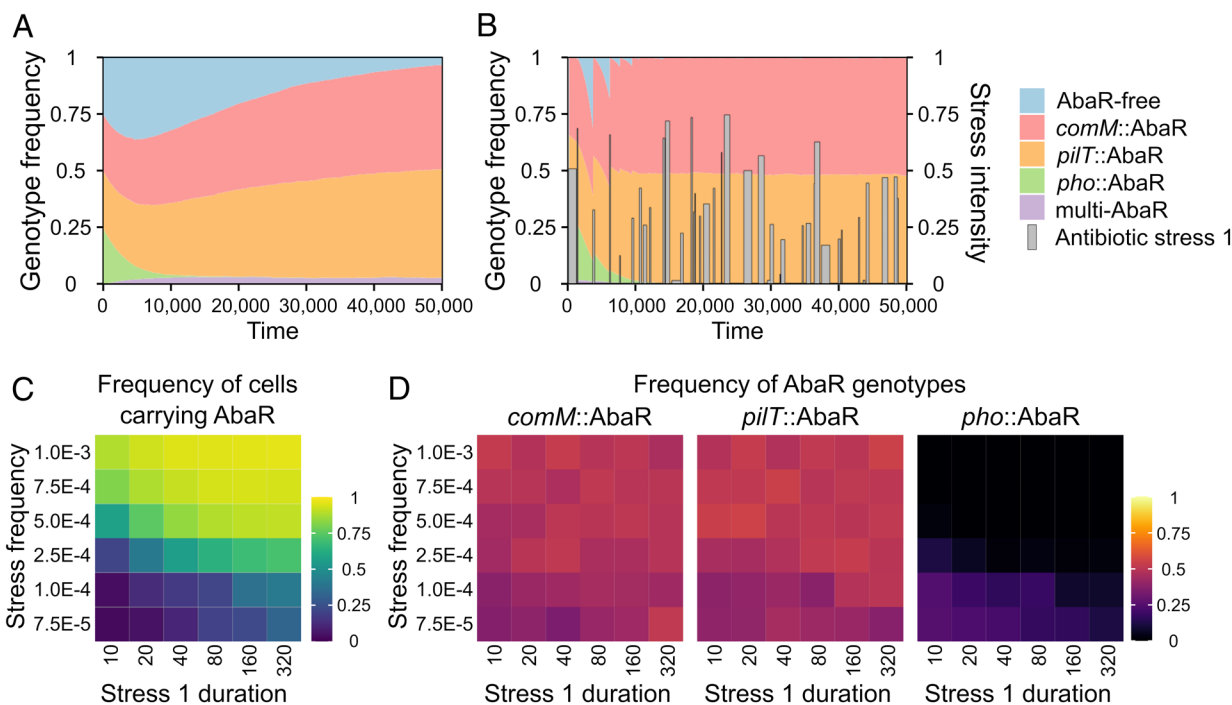 A
B
1
0.75
0.5
0.25
0
Genotype frequency
0
10,000
20,000
30,000
40,000
50,000
Time
1
0.75
0.5
0.25
0
Genotype frequency
0
10,000
20,000
30,000
40,000
50,000
Time
1
0.75
0.5
0.25
0
Stress intensity
AbaR-free
comM::AbaR
pilT::AbaR
pho::AbaR
multi-AbaR
Antibiotic stress 1
C
Frequency of cells
carrying AbaR
Stress frequency
1.0E-3
7.5E-4
5.0E-4
2.5E-4
1.0E-4
7.5E-5
10
20
40
80
160
320
Stress 1 duration
1
0.75
0.5
0.25
0
D
Frequency of AbaR genotypes
comM::AbaR
pilT::AbaR
pho::AbaR
Stress frequency
1.0E-3
7.5E-4
5.0E-4
2.5E-4
1.0E-4
7.5E-5
10
20
40
80
160
320
Stress 1 duration
10
20
40
80
160
320
Stress 1 duration
10
20
40
80
160
320
Stress 1 duration
1
0.75
0.5
0.25
0